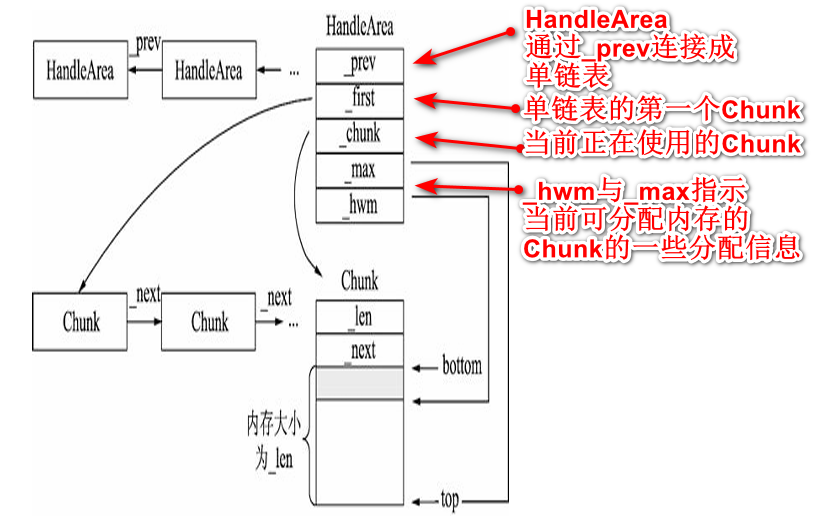 HandleArea
_prev
HandleArea
HandleArea
...
_prev
_first
_chunk
_max
_hwm
HandleArea
通过_prev连接成
单链表
单链表的第一个Chunk
当前正在使用的Chunk
_hwm与_max指示
当前可分配内存的
Chunk的一些分配信息
Chunk
_next
Chunk
_next
...
Chunk
_len
_next
bottom
内存大小
为_len
top